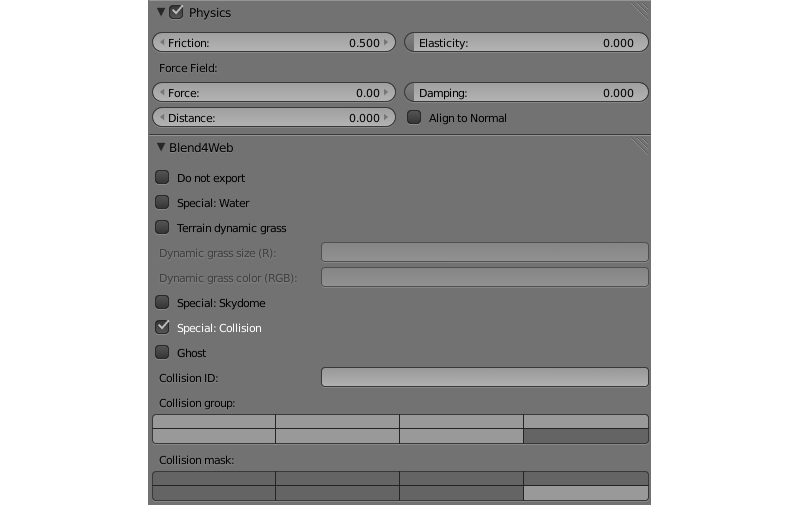 Physics
Friction: 0.500 Elasticity: 0.000
Force Field:
Force: 0.00 Damping: 0.000
Distance: 0.000 Align to Normal
Blend4Web
Do not export
Special: Water
Terrain dynamic grass
Dynamic grass size (R):
Dynamic grass color (RGB):
Special: Skydome
Special: Collision
Ghost
Collision ID:
Collision group:
Collision mask: